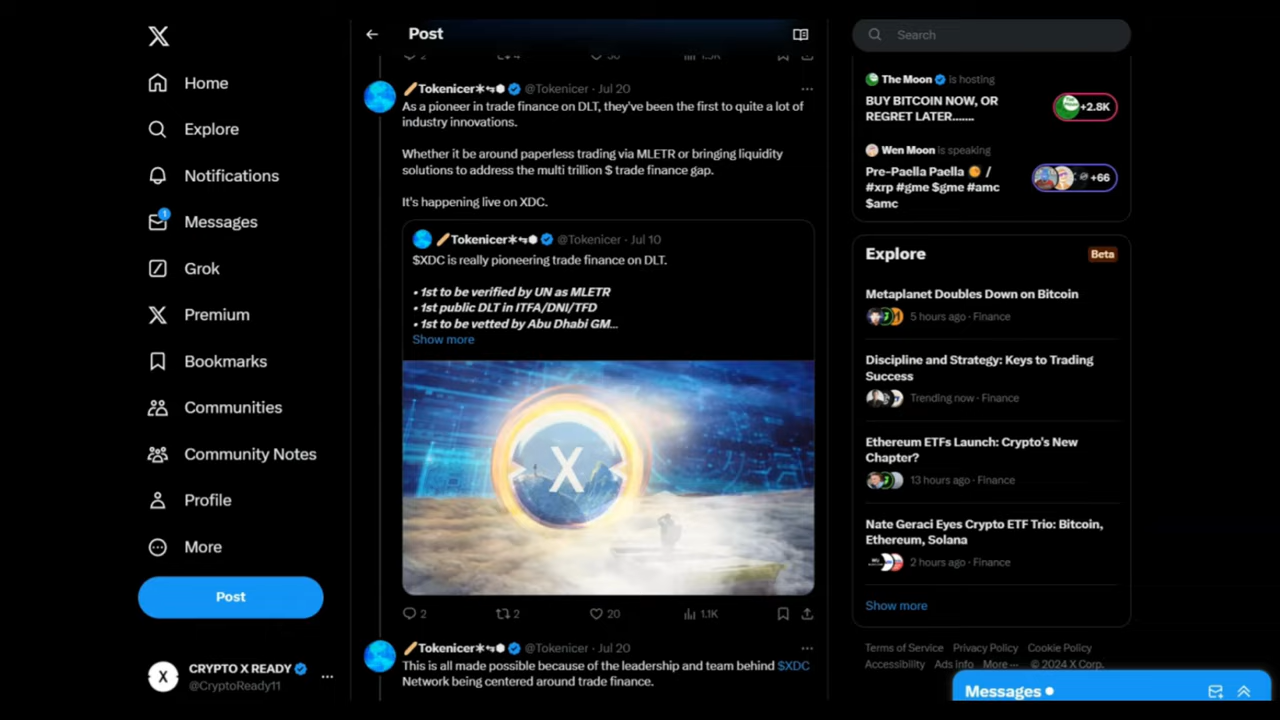 Home
Explore
Notifications
1
Messages
Grok
Premium
Bookmarks
Communities
Community Notes
Profile
More
Post
CRYPTO X READY
@CryptoReady11
Post
Tokenicer @Tokenicer · Jul 20
As a pioneer in trade finance on DLT, they've been the first to quite a lot of
industry innovations.
Whether it be around paperless trading via MLETR or bringing liquidity
solutions to address the multi trillion $ trade finance gap.
It's happening live on XDC.
Tokenicer @Tokenicer · Jul 10
$XDC is really pioneering trade finance on DLT.
• 1st to be verified by UN as MLETR
• 1st public DLT in ITFA/DNI/TFD
• 1st to be vetted by Abu Dhabi GM...
Show more
X
2 2 20 1.1K
Tokenicer @Tokenicer · Jul 20
This is all made possible because of the leadership and team behind $XDC
Network being centered around trade finance.
Search
The Moon is hosting
BUY BITCOIN NOW, OR
REGRET LATER.......
+2.8K
Wen Moon is speaking
Pre-Paella Paella 🥘 /
#xrp #gme $gme #amc
$amc
+66
Explore
Beta
Metaplanet Doubles Down on Bitcoin
5 hours ago · Finance
Discipline and Strategy: Keys to Trading
Success
Trending now · Finance
Ethereum ETFs Launch: Crypto's New
Chapter?
13 hours ago · Finance
Nate Geraci Eyes Crypto ETF Trio: Bitcoin,
Ethereum, Solana
2 hours ago · Finance
Show more
Terms of Service Privacy Policy Cookie Policy
Accessibility Ads Info More ··· © 2024 X Corp.
Messages